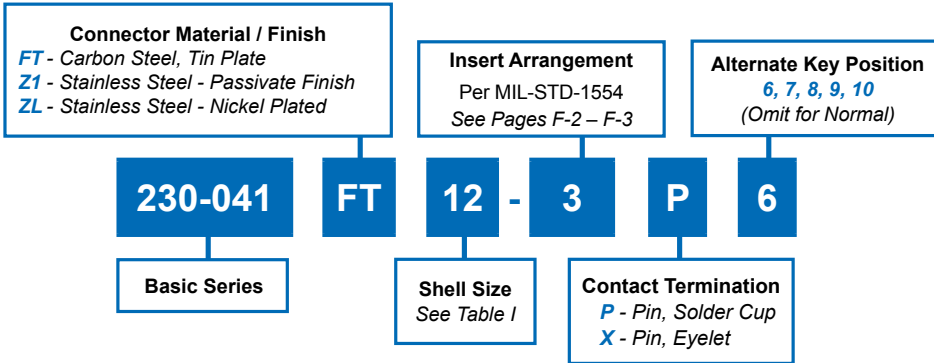 Connector Material / Finish
FT - Carbon Steel, Tin Plate
Z1 - Stainless Steel - Passivate Finish
ZL - Stainless Steel - Nickel Plated
Insert Arrangement
Per MIL-STD-1554
See Pages F-2 – F-3
Alternate Key Position
6, 7, 8, 9, 10
(Omit for Normal)
230-041 FT 12 - 3 P 6
Basic Series
Shell Size
See Table I
Contact Termination
P - Pin, Solder Cup
X - Pin, Eyelet